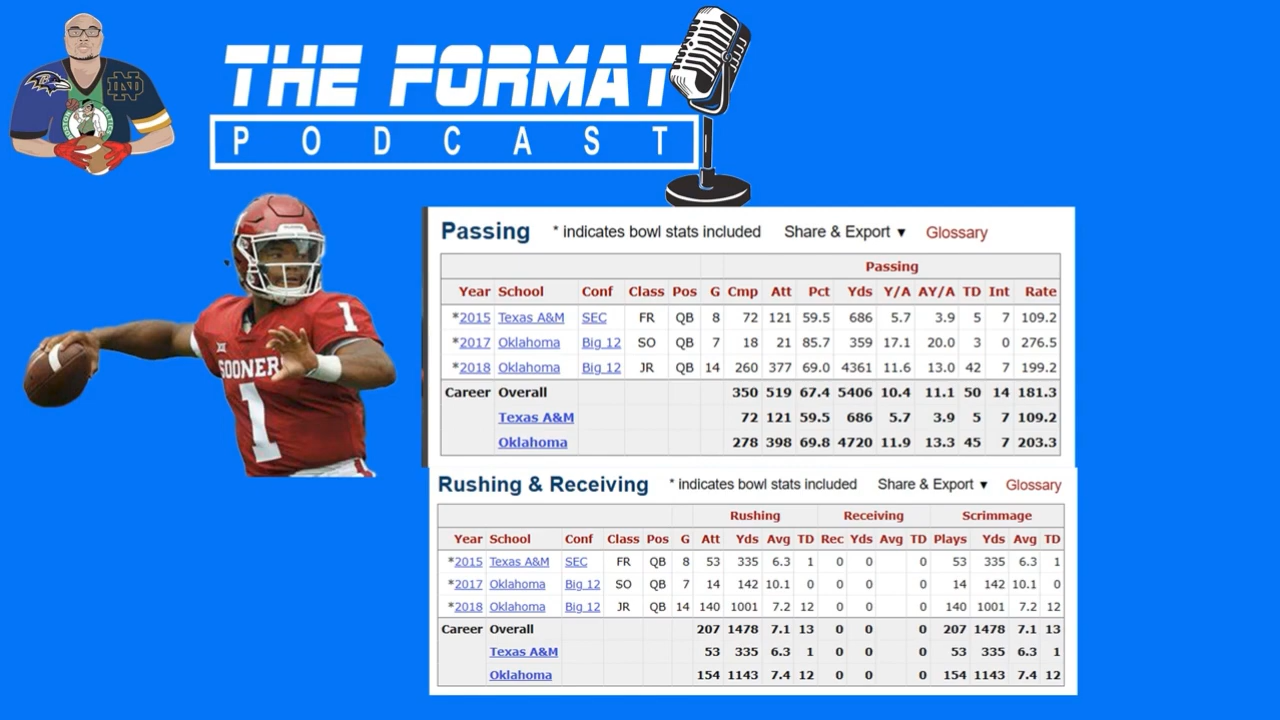 THE FORMAT
PODCAST
ND
BOSTON
CELTICS
SOONER
1
1
Passing * indicates bowl stats included Share & Export ▼ Glossary
Passing
Year School Conf Class Pos G Cmp Att Pct Yds Y/A AY/A TD Int Rate
*2015 Texas A&M SEC FR QB 8 72 121 59.5 686 5.7 3.9 5 7 109.2
*2017 Oklahoma Big 12 SO QB 7 18 21 85.7 359 17.1 20.0 3 0 276.5
*2018 Oklahoma Big 12 JR QB 14 260 377 69.0 4361 11.6 13.0 42 7 199.2
Career Overall 350 519 67.4 5406 10.4 11.1 50 14 181.3
Texas A&M 72 121 59.5 686 5.7 3.9 5 7 109.2
Oklahoma 278 398 69.8 4720 11.9 13.3 45 7 203.3
Rushing & Receiving * indicates bowl stats included Share & Export ▼ Glossary
Rushing Receiving Scrimmage
Year School Conf Class Pos G Att Yds Avg TD Rec Yds Avg TD Plays Yds Avg TD
*2015 Texas A&M SEC FR QB 8 53 335 6.3 1 0 0 0 53 335 6.3 1
*2017 Oklahoma Big 12 SO QB 7 14 142 10.1 0 0 0 0 14 142 10.1 0
*2018 Oklahoma Big 12 JR QB 14 140 1001 7.2 12 0 0 0 140 1001 7.2 12
Career Overall 207 1478 7.1 13 0 0 0 207 1478 7.1 13
Texas A&M 53 335 6.3 1 0 0 0 53 335 6.3 1
Oklahoma 154 1143 7.4 12 0 0 0 154 1143 7.4 12